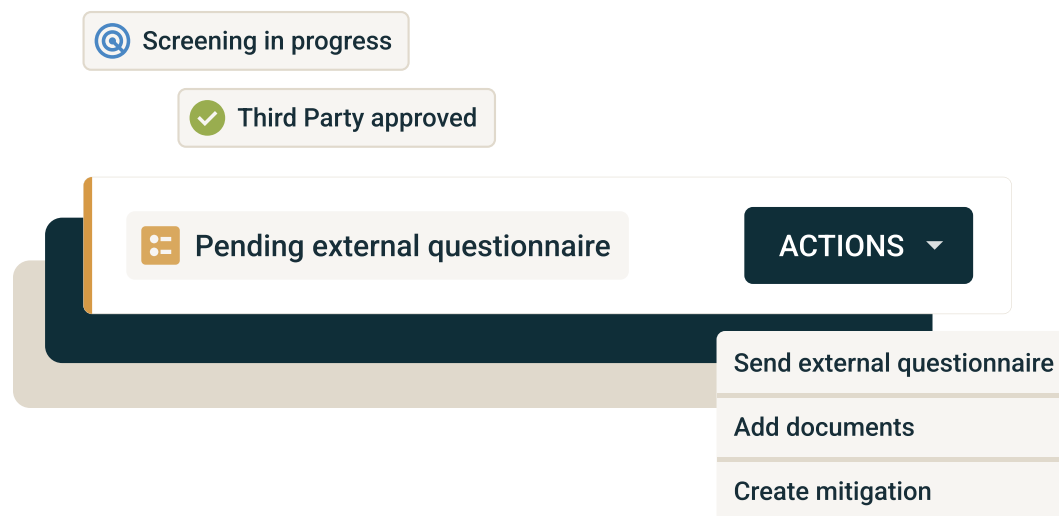 Screening in progress
Third Party approved
Pending external questionnaire
ACTIONS
Send external questionnaire
Add documents
Create mitigation